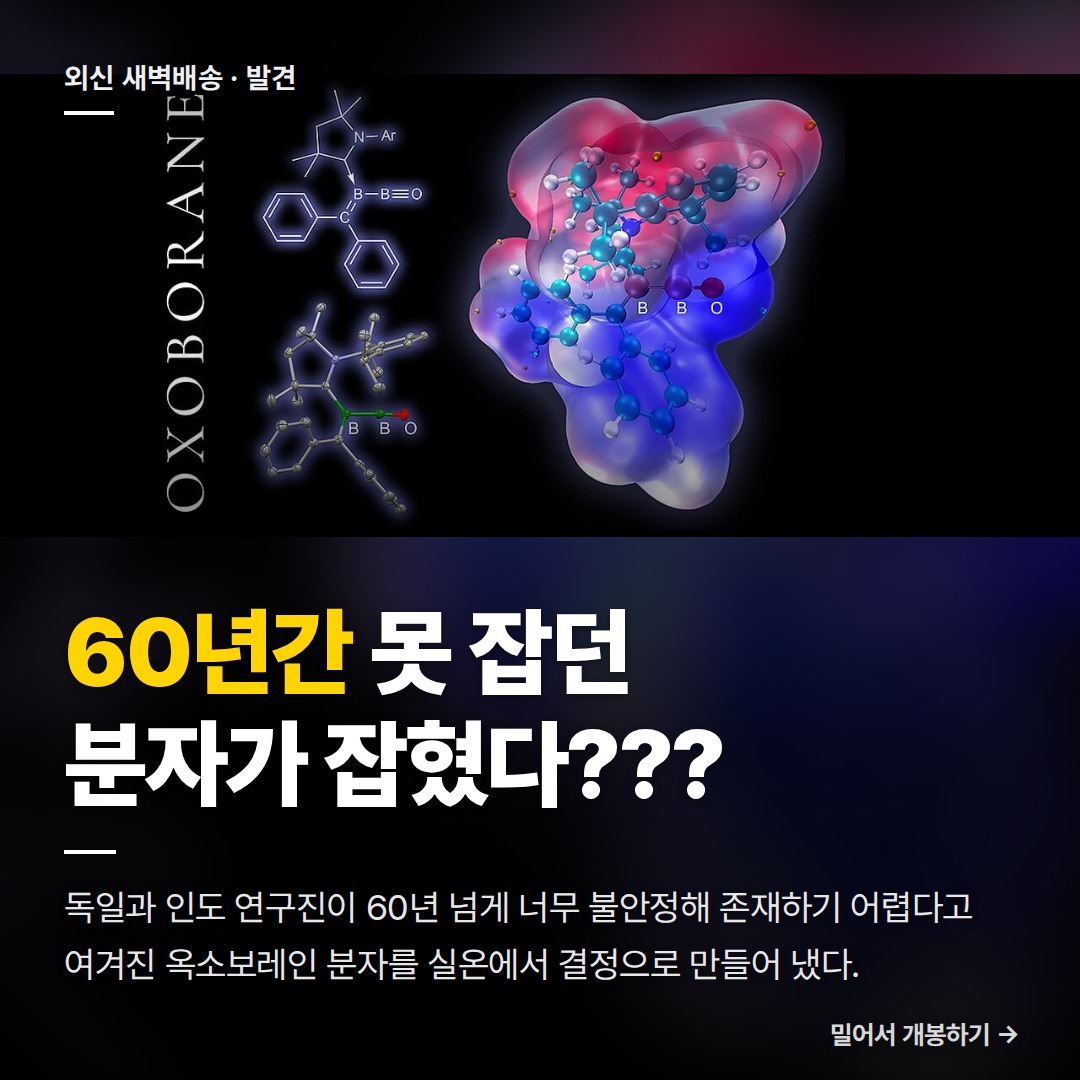 외신 새벽배송 · 발견
OXOBORANE
N Ar
B B O
C
B B O
B B O
60년간 못 잡던
분자가 잡혔다???
독일과 인도 연구진이 60년 넘게 너무 불안정해 존재하기 어렵다고
여겨진 옥소보레인 분자를 실온에서 결정으로 만들어 냈다.
밀어서 개봉하기 →